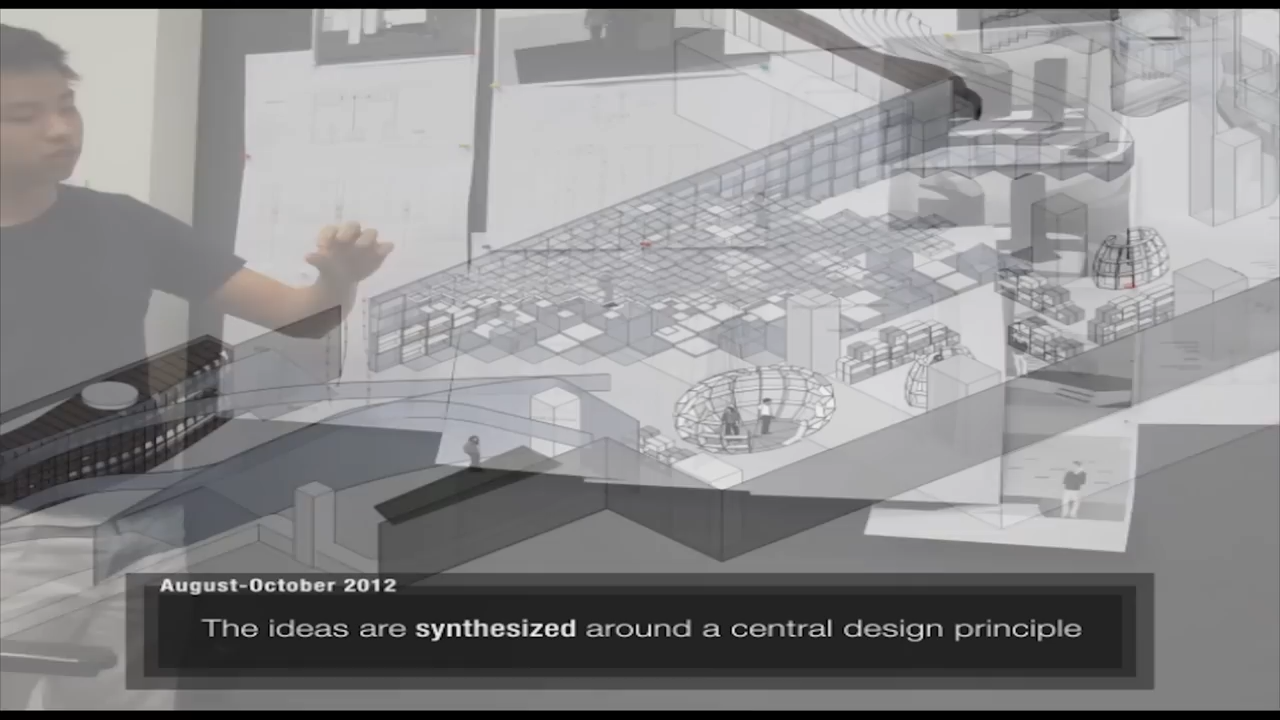 August-October 2012
The ideas are synthesized around a central design principle